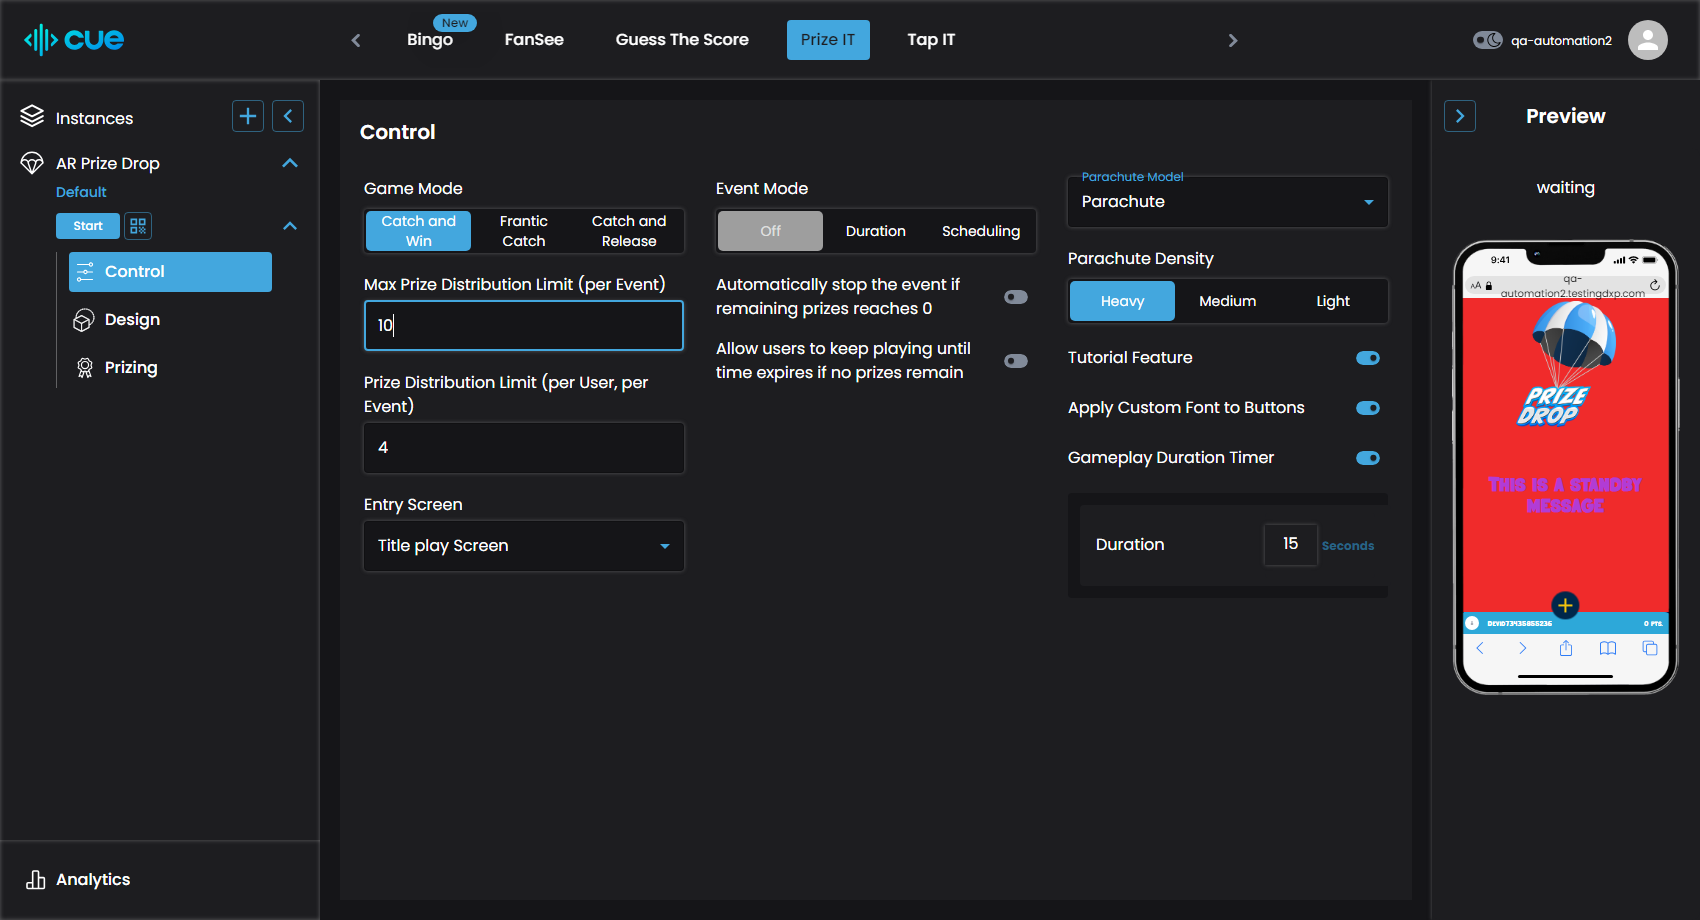 cue
New
Bingo
FanSee
Guess The Score
Prize IT
Tap IT
qa-automation2
Instances
AR Prize Drop
Default
Start
Control
Design
Prizing
Analytics
Control
Game Mode
Catch and
Win
Frantic
Catch
Catch and
Release
Max Prize Distribution Limit (per Event)
10
Prize Distribution Limit (per User, per
Event)
4
Entry Screen
Title play Screen
Event Mode
Off
Duration
Scheduling
Automatically stop the event if
remaining prizes reaches 0
Allow users to keep playing until
time expires if no prizes remain
Parachute Model
Parachute
Parachute Density
Heavy
Medium
Light
Tutorial Feature
Apply Custom Font to Buttons
Gameplay Duration Timer
Duration
15
Seconds
Preview
waiting
9:41
AA
qa-
automation2.testingdxp.com
PRIZE
DROP
THIS IS A STANDBY
MESSAGE
DEVID73435855236
0 PTS.